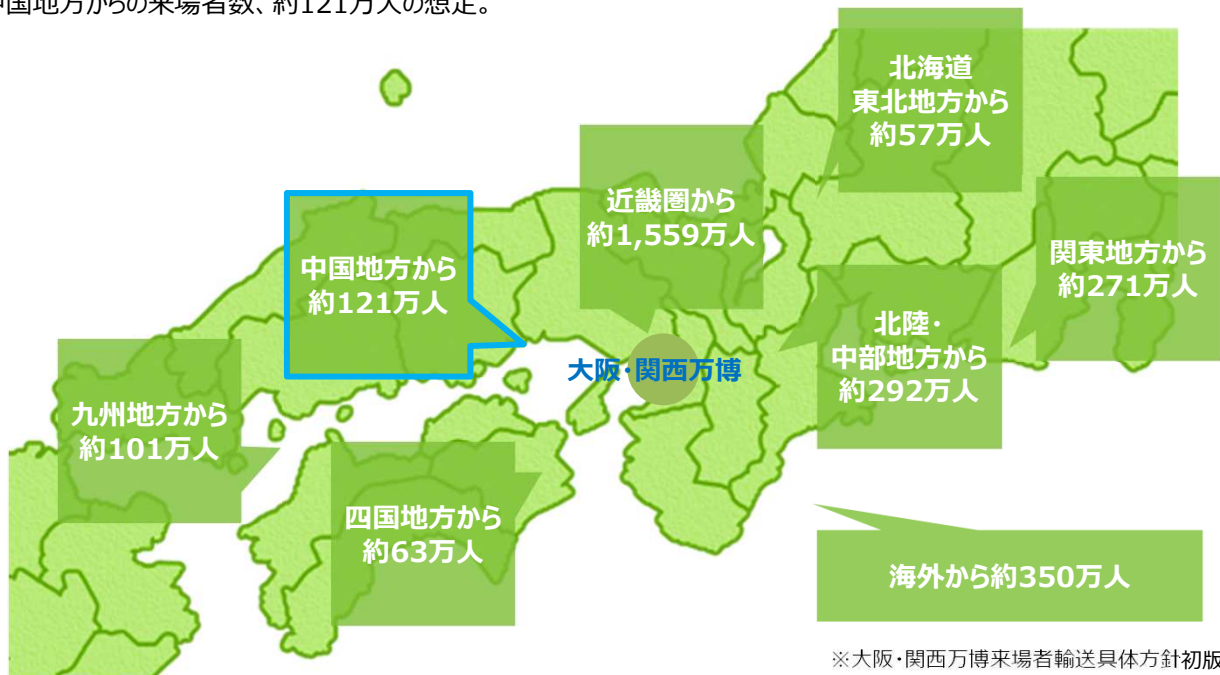 中国地方からの来場者数、約121万人の想定。
北海道
東北地方から
約57万人
近畿圏から
約1,559万人
中国地方から
約121万人
関東地方から
約271万人
北陸・
中部地方から
約292万人
大阪・関西万博
九州地方から
約101万人
四国地方から
約63万人
海外から約350万人
※大阪・関西万博来場者輸送具体方針初版